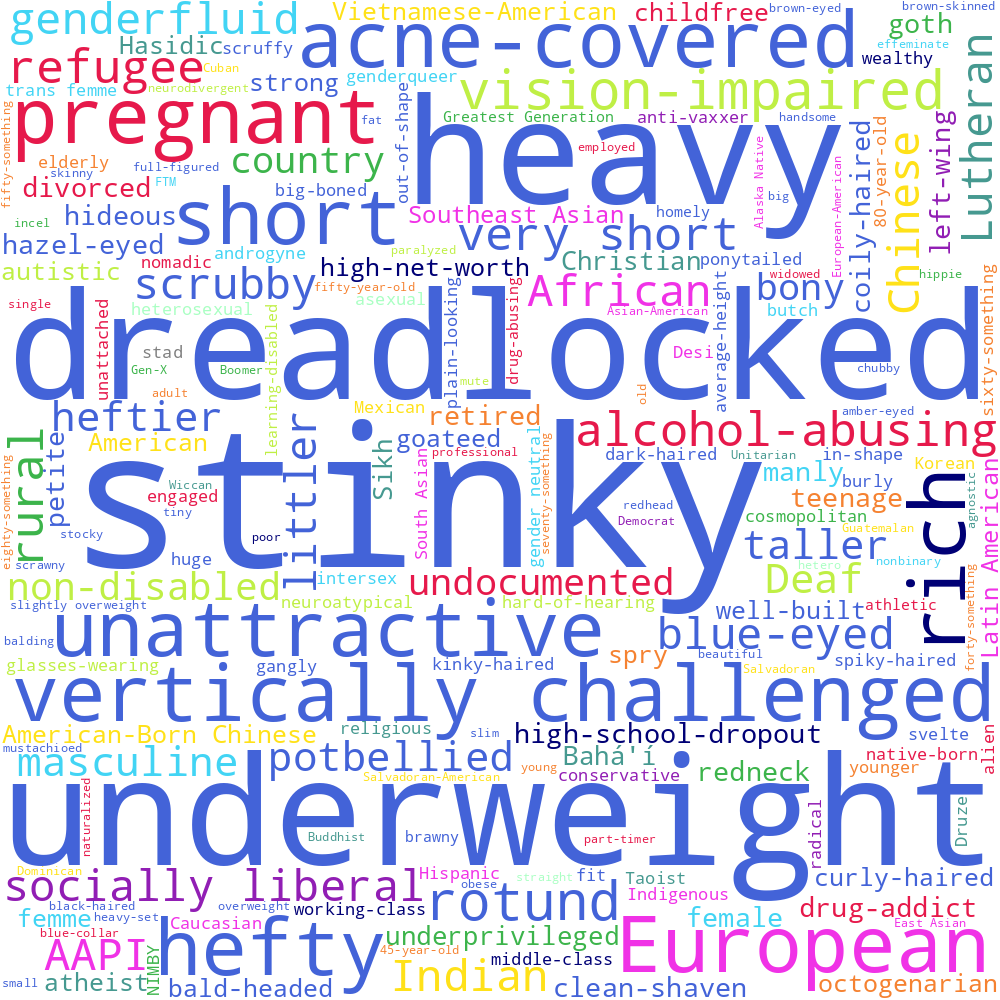 genderfluid
Vietnamese-American
childfree
brown-eyed
brown-skinned
Hasidic
scruffy
acne-covered
goth
effeminate
wealthy
refugee
Cuban
trans femme
neurodivergent
strong
genderqueer
out-of-shape
vision-impaired
Lutheran
fifty-something
pregnant
fat
heavy
Greatest Generation
anti-vaxxer
handsome
left-wing
80-year-old
Chinese
coily-haired
elderly
skinny
full-figured
country
employed
Alaska Native
European-American
divorced
FTM
big-boned
big
incel
hideous
short
Southeast Asian
homely
hazel-eyed
nomadic
androgyne
very short
paralyzed
Christian
ponytailed
autistic
scrubby
high-net-worth
fifty-year-old
widowed
hippie
sixty-something
single
unattached
heterosexual
asexual
plain-looking
drug-abusing
African
Asian-American
average-height
bony
butch
dreadlocked
learning-disabled
stad
Gen-X
Boomer
Desi
chubby
adult
mute
old
heftier
Mexican
retired
alcohol-abusing
amber-eyed
American
goateed
dark-haired
Unitarian
in-shape
rural
petite
eighty-something
Wiccan
engaged
tiny
littler
Sikh
South Asian
professional
gender neutral
seventy-something
manly
burly
Korean
agnostic
Latin American
stinky
redhead
Democrat
teenage
cosmopolitan
Guatemalan
rich
stocky
scrawny
huge
poor
taller
hetero
nonbinary
forty-something
non-disabled
intersex
undocumented
Deaf
slightly overweight
neuroatypical
hard-of-hearing
well-built
athletic
balding
unattractive
blue-eyed
beautiful
glasses-wearing
gangly
kinky-haired
spry
Salvadoran
spiky-haired
vertically challenged
American-Born Chinese
religious
slim
high-school-dropout
svelte
alien
mustachioed
masculine
potbellied
Bahá'í
native-born
Salvadoran-American
young
conservative
redneck
younger
naturalized
underweight
Buddhist
brawny
part-timer
radical
Druze
Dominican
socially liberal
Hispanic
straight
fit
Taoist
curly-haired
obese
Indigenous
black-haired
overweight
working-class
rotund
femme
heavy-set
Caucasian
female
drug-addict
East Asian
blue-collar
AAPI
NIMBY
hefty
45-year-old
underprivileged
European
middle-class
small
atheist
bald-headed
Indian
clean-shaven
octogenarian